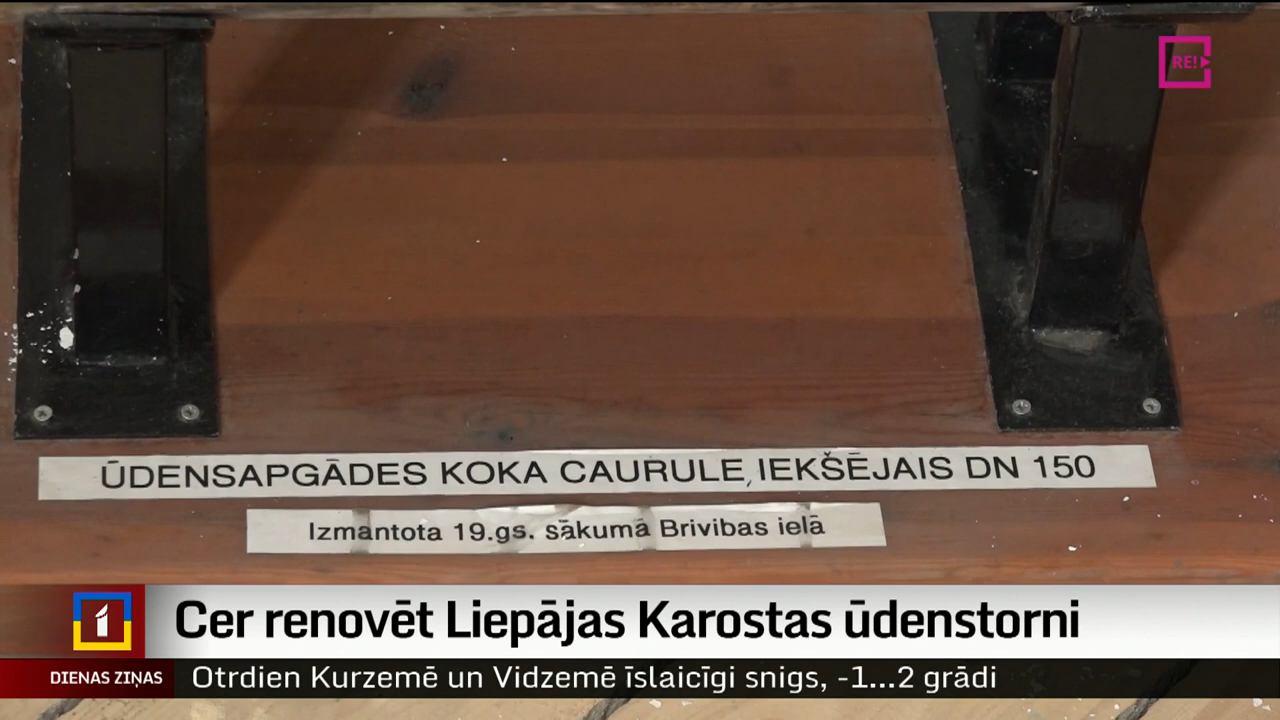 RE!
ŪDENSAPGĀDES KOKA CAURULE, IEKŠĒJAIS DN 150
Izmantota 19.gs. sākumā Brivibas ielā
1
Cer renovēt Liepājas Karostas ūdenstorni
DIENAS ZIŅAS
Otrdien Kurzemē un Vidzemē īslaicīgi snigs, -1...2 grādi